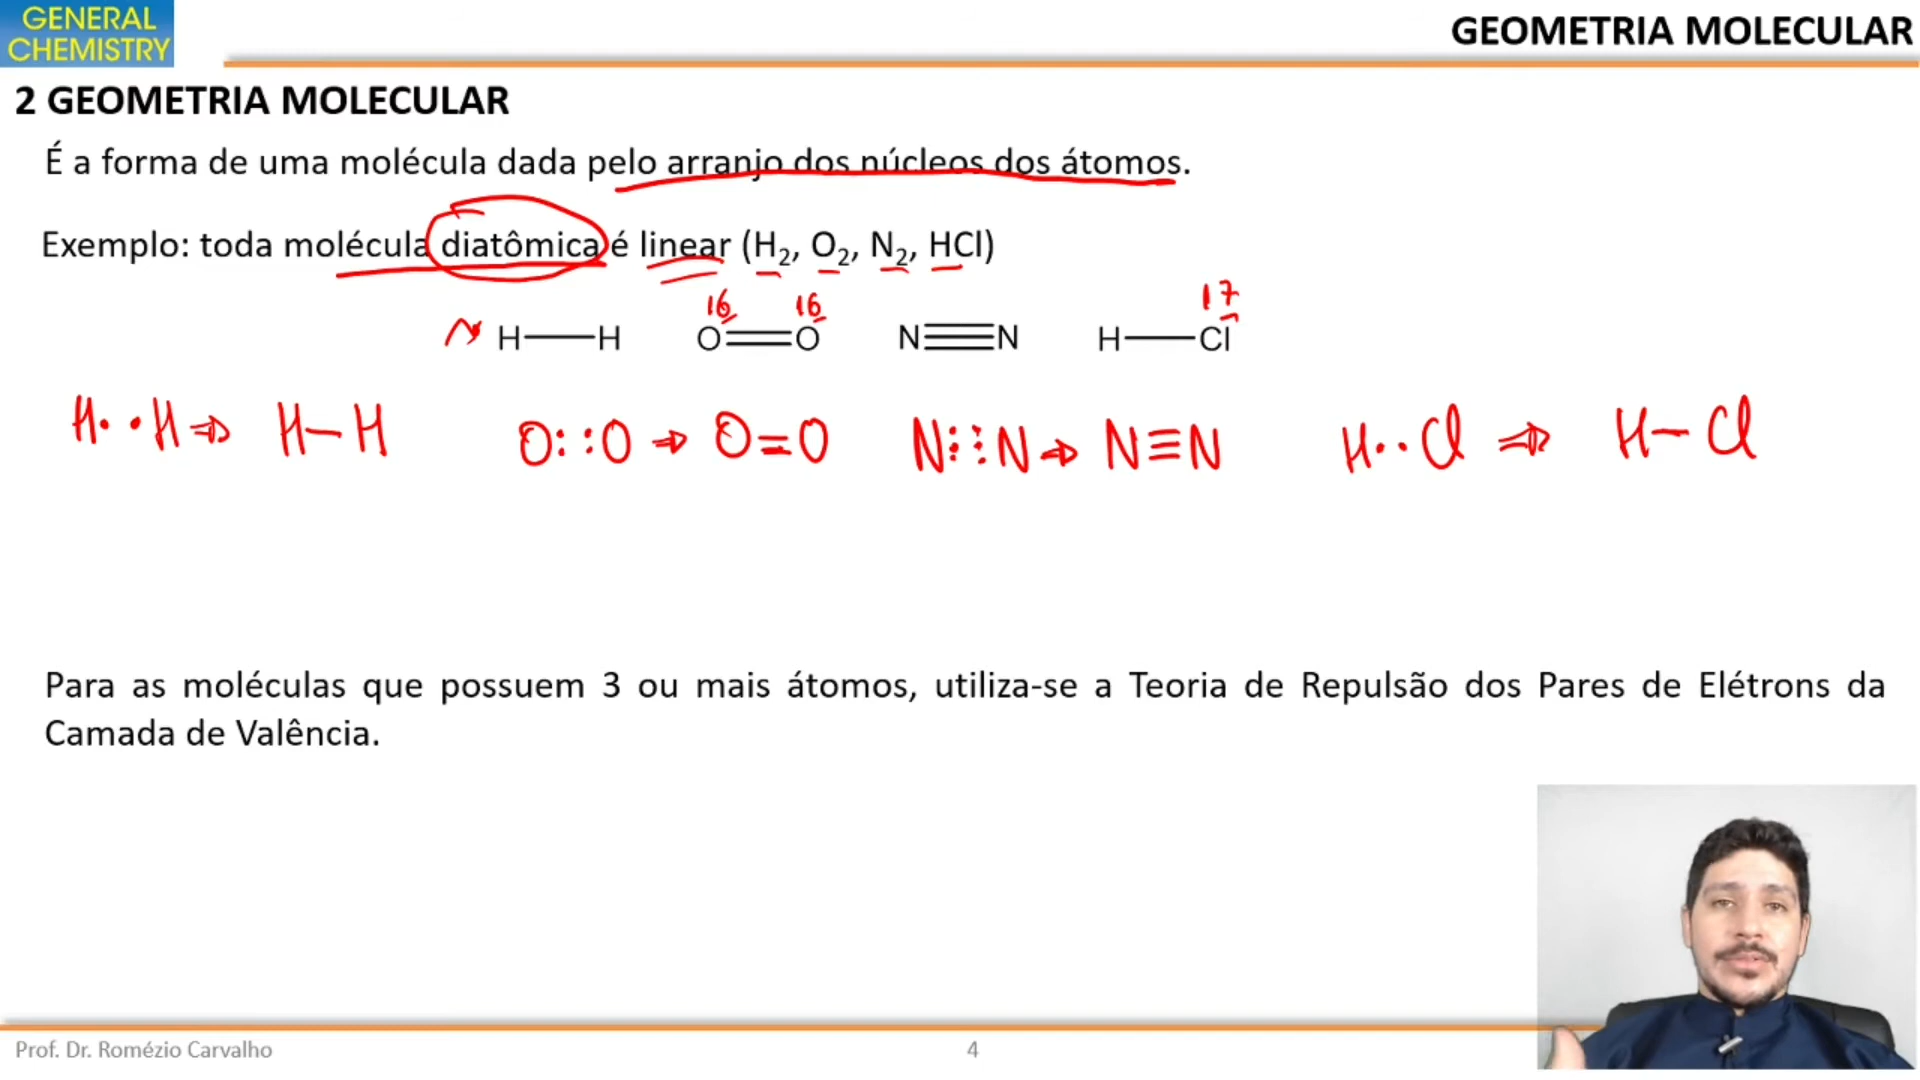 GENERAL
CHEMISTRY
GEOMETRIA MOLECULAR
2 GEOMETRIA MOLECULAR
É a forma de uma molécula dada pelo arranjo dos núcleos dos átomos.
Exemplo: toda molécula diatômica é linear (H₂, O₂, N₂, HCl)
16 16 17
H—H O=O N≡N H—Cl
H· ·H ⇒ H—H O: :O ⇒ O=O N⋮ ⋮N ⇒ N≡N H· ·Cl ⇒ H—Cl
Para as moléculas que possuem 3 ou mais átomos, utiliza-se a Teoria de Repulsão dos Pares de Elétrons da
Camada de Valência.
Prof. Dr. Romézio Carvalho
4